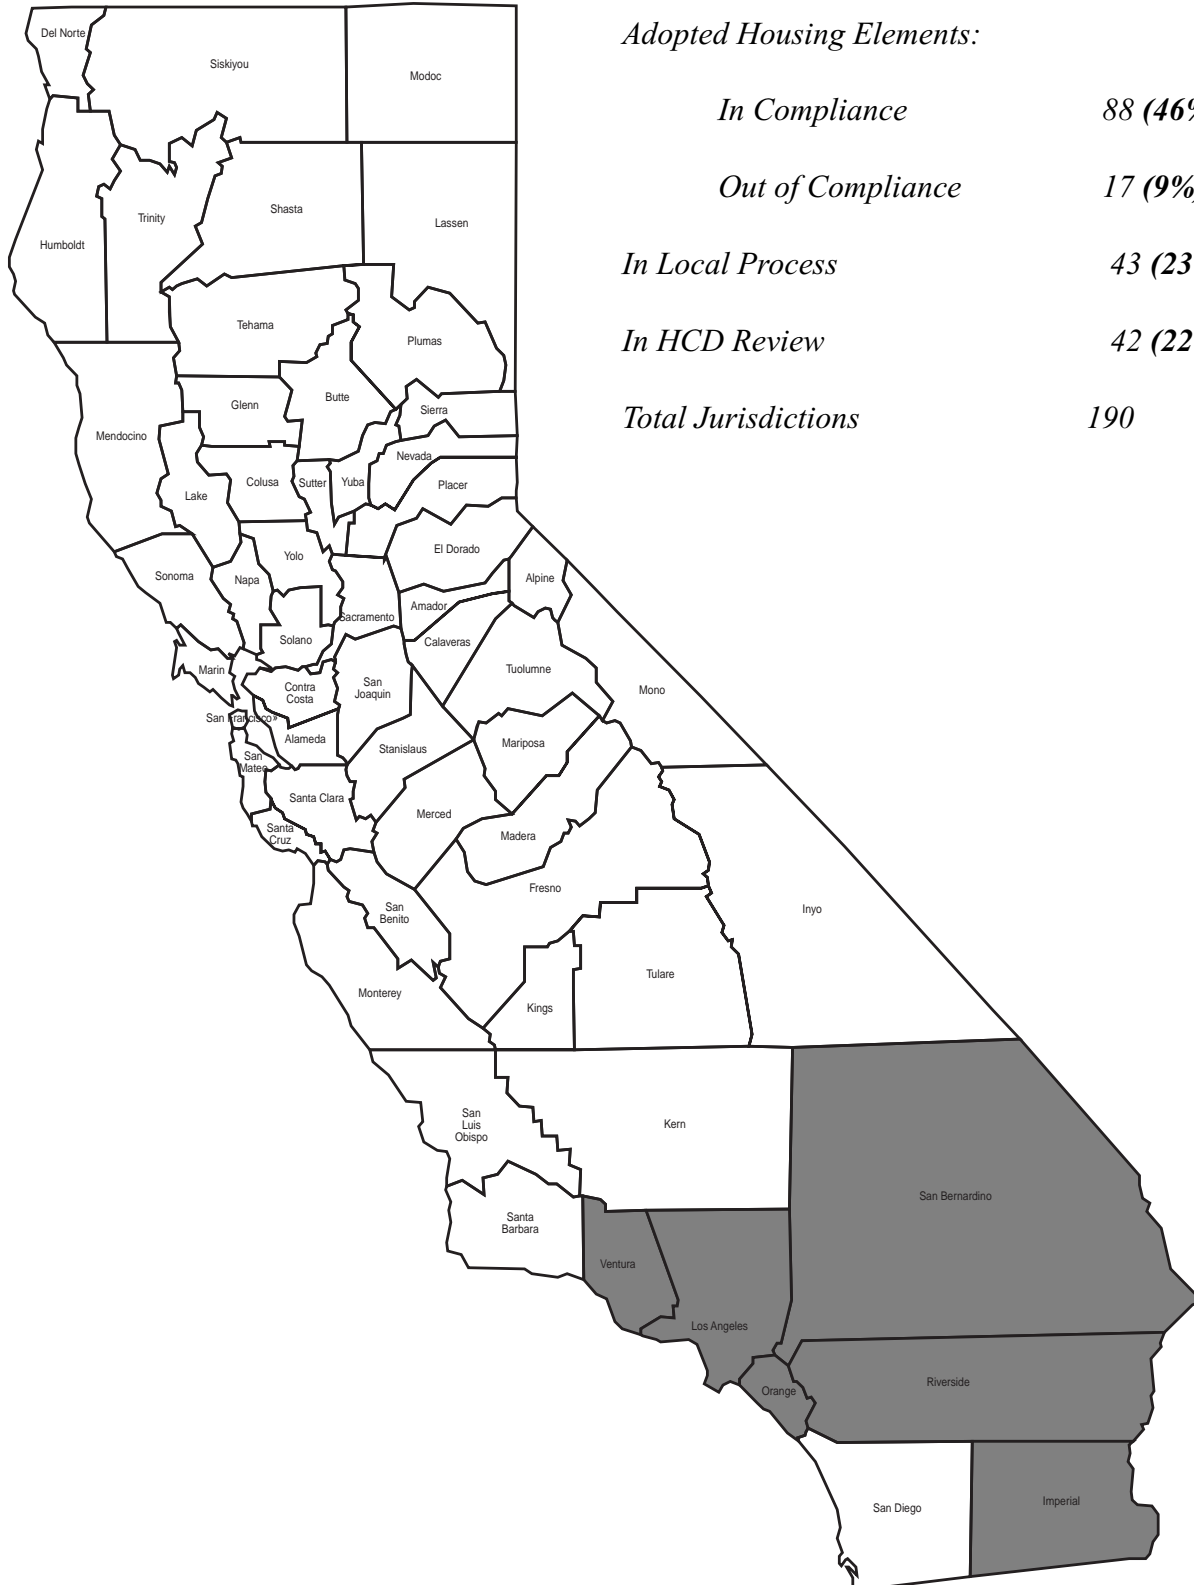 Adopted Housing Elements:
In Compliance 88 (46%
Out of Compliance 17 (9%)
In Local Process 43 (23
In HCD Review 42 (22
Total Jurisdictions 190
Del Norte
Siskiyou
Modoc
Humboldt
Trinity
Shasta
Lassen
Tehama
Plumas
Glenn
Butte
Sierra
Mendocino
Nevada
Lake
Colusa
Sutter
Yuba
Placer
Yolo
El Dorado
Sonoma
Napa
Alpine
Amador
Sacramento
Solano
Calaveras
Marin
Tuolumne
Contra
Costa
San
Joaquin
Mono
San Francisco»
Alameda
Stanislaus
Mariposa
San
Mateo
Santa Clara
Merced
Santa
Cruz
Madera
Fresno
San
Benito
Inyo
Monterey
Tulare
Kings
San
Luis
Obispo
Kern
Santa
Barbara
San Bernardino
Ventura
Los Angeles
Orange
Riverside
San Diego
Imperial